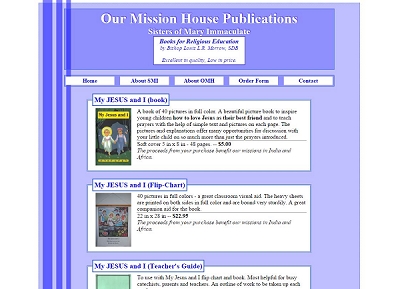 Our Mission House Publications
Sisters of Mary Immaculate
Books for Religious Education
by Bishop Louis L.R. Morrow, SDB
Excellent in quality. Low in price.
Home About SMI About OMH Order Form Contact
My JESUS and I (book)
My Jesus and I
A book of 40 pictures in full color. A beautiful picture book to inspire
young children how to love Jesus as their best friend and to teach
prayers with the help of simple text and pictures on each page. The
pictures and explanations offer many opportunities for discussion with
your little child on so much more than just the prayers introduced.
Soft cover 5 in x 8 in - 48 pages -- $5.00
The proceeds from your purchase benefit our missions in India and
Africa.
My JESUS and I (Flip-Chart)
40 pictures in full colors - a great classroom visual aid. The heavy sheets
are printed on both sides in full color and are bound very sturdily. A great
companion aid for the book.
22 in x 28 in -- $22.95
The proceeds from your purchase benefit our missions in India and
Africa.
My JESUS and I (Teacher's Guide)
To use with My Jesus and I flip chart and book. Most helpful for busy
catechists, parents and teachers. An outline of work to be taken up each